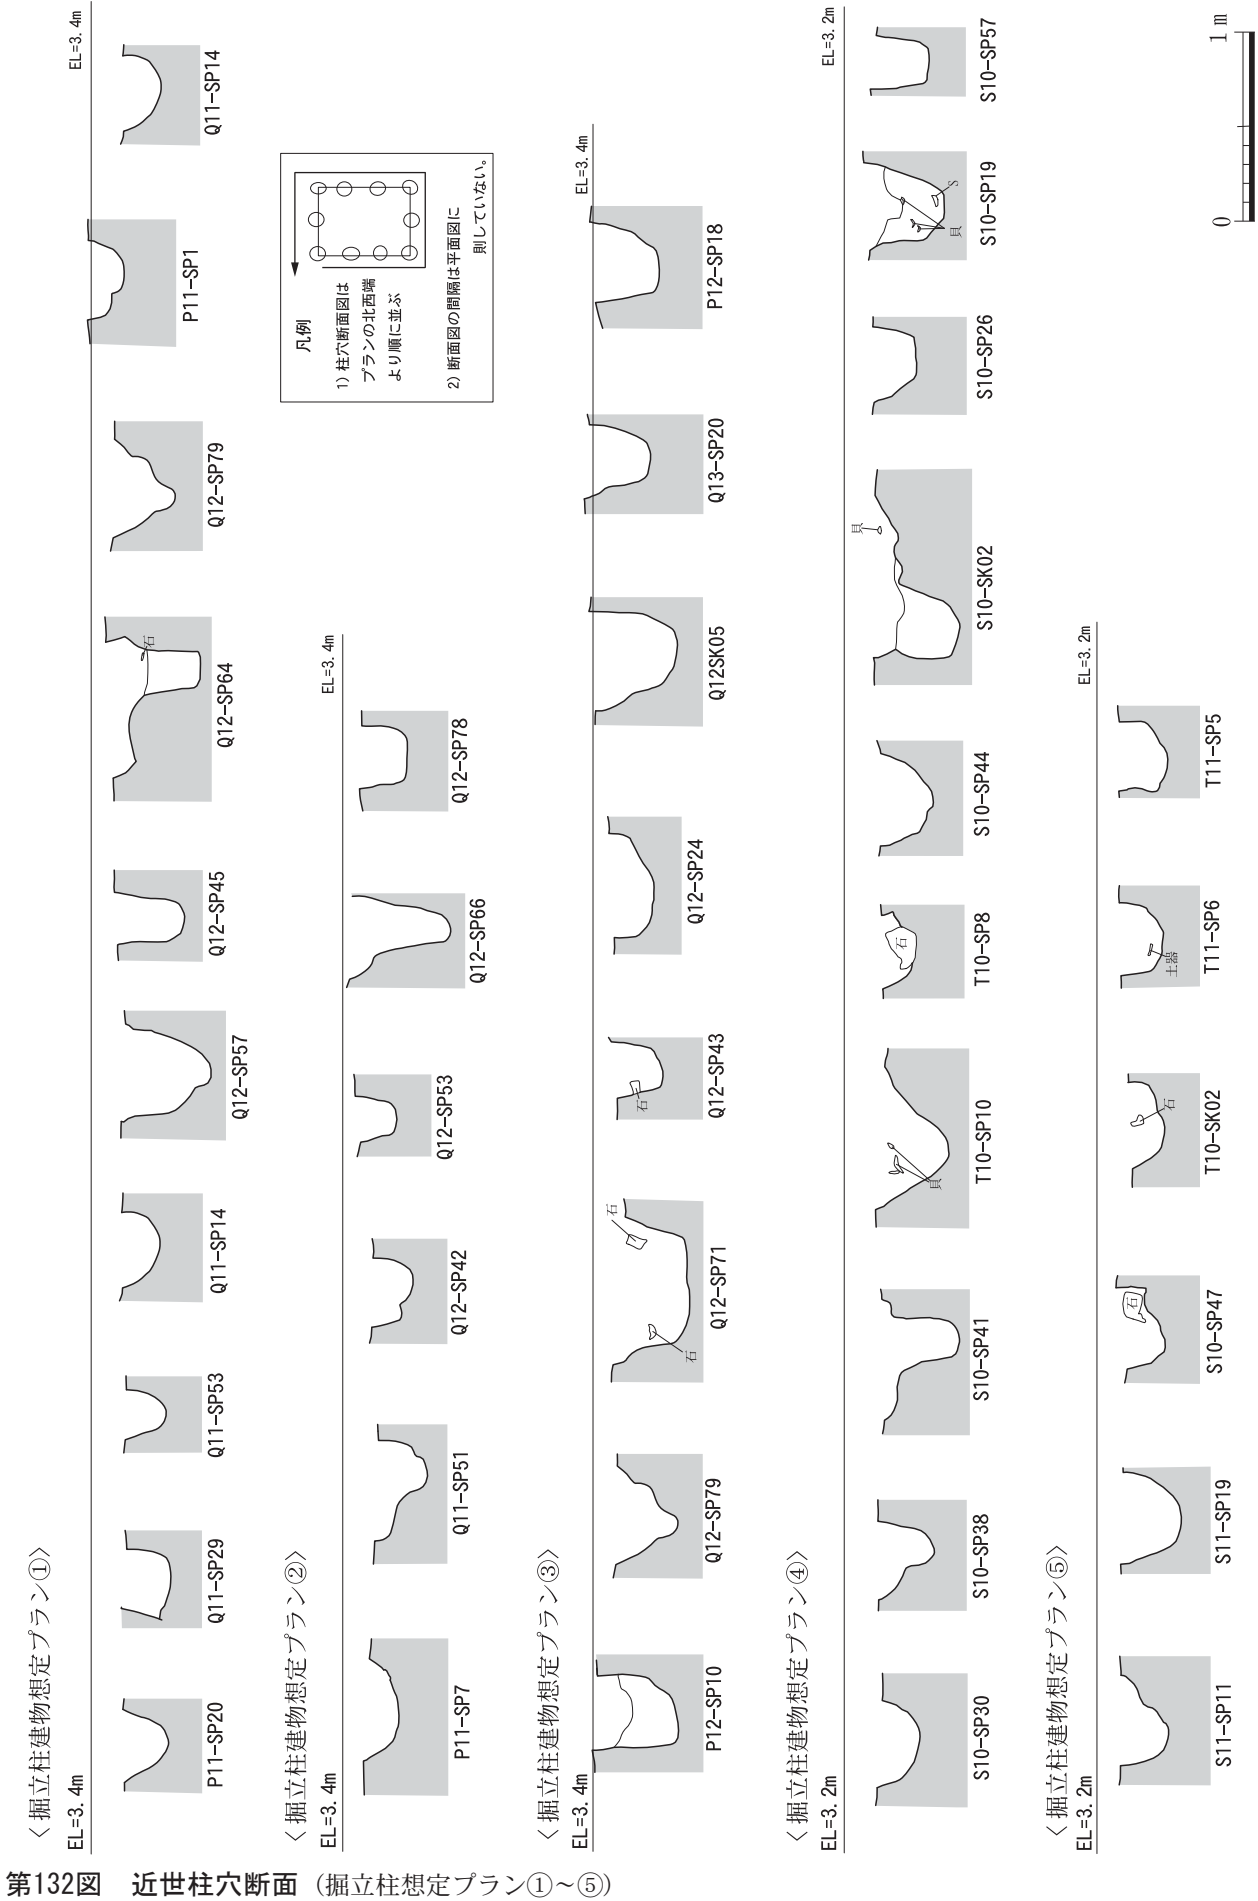 〈掘立柱建物想定プラン①〉
EL=3.4m
EL=3.4m
P11-SP20
Q11-SP29
Q11-SP53
Q11-SP14
Q12-SP57
Q12-SP45
Q12-SP64
石
Q12-SP79
P11-SP1
Q11-SP14
〈掘立柱建物想定プラン②〉
EL=3.4m
EL=3.4m
P11-SP7
Q11-SP51
Q12-SP42
Q12-SP53
Q12-SP66
Q12-SP78
凡例
1)柱穴断面図は
プランの北西端
より順に並ぶ
2)断面図の間隔は平面図に
則していない。
〈掘立柱建物想定プラン③〉
EL=3.4m
EL=3.4m
P12-SP10
Q12-SP79
石
石
Q12-SP71
石
Q12-SP43
Q12-SP24
Q12SK05
Q13-SP20
P12-SP18
〈掘立柱建物想定プラン④〉
EL=3.2m
EL=3.2m
S10-SP30
S10-SP38
S10-SP41
貝
T10-SP10
石
T10-SP8
S10-SP44
貝
S10-SK02
S10-SP26
貝
S
S10-SP19
S10-SP57
〈掘立柱建物想定プラン⑤〉
EL=3.2m
EL=3.2m
S11-SP11
S11-SP19
石
S10-SP47
石
T10-SK02
土器
T11-SP6
T11-SP5
0
1m
第132図 近世柱穴断面（掘立柱想定プラン①～⑤）